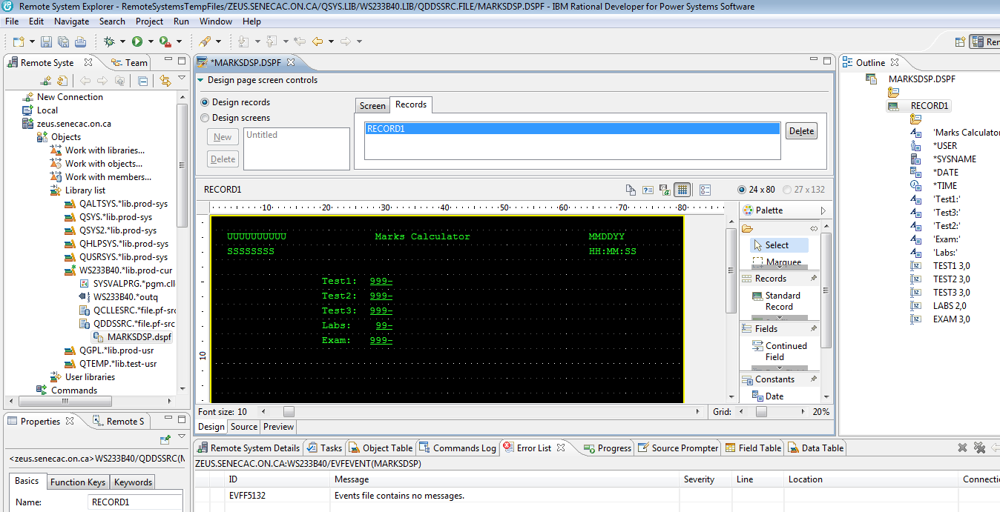 Remote System Explorer - RemoteSystemsTempFiles/ZEUS.SENECAC.ON.CA/QSYS.LIB/WS233B40.LIB/QDDSSRC.FILE/MARKSDSP.DSPF - IBM Rational Developer for Power Systems Software
File Edit Navigate Search Project Run Window Help
Rem
Remote Syste
Team
New Connection
Local
zeus.senecac.on.ca
Objects
Work with libraries...
Work with objects...
Work with members...
Library list
QALTSYS.*lib.prod-sys
QSYS.*lib.prod-sys
QSYS2.*lib.prod-sys
QHLPSYS.*lib.prod-sys
QUSRSYS.*lib.prod-sys
WS233B40.*lib.prod-cur
SYSVALPRG.*pgm.clle
WS233B40.*outq
QCLLESRC.*file.pf-src
QDDSSRC.*file.pf-src
MARKSDSP.dspf
QGPL.*lib.prod-usr
QTEMP.*lib.test-usr
User libraries
Commands
Properties
Remote S
<zeus.senecac.on.ca>WS233B40/QDDSSRC(M
Basics
Function Keys
Keywords
Name:
RECORD1
*MARKSDSP.DSPF
Design page screen controls
Design records
Design screens
New
Delete
Untitled
Screen
Records
RECORD1
Delete
RECORD1
24 x 80
27 x 132
10 20 30 40 50 60 70 80
10
UUUUUUUUUU Marks Calculator MMDDYY
SSSSSSSS HH:MM:SS
Test1: 999-
Test2: 999-
Test3: 999-
Labs: 99-
Exam: 999-
Palette
Select
Marquee
Records
Standard
Record
Fields
Continued
Field
Constants
Date
Font size: 10
Grid:
20%
Design
Source
Preview
Outline
MARKSDSP.DSPF
RECORD1
'Marks Calculator
*USER
*SYSNAME
*DATE
*TIME
'Test1:'
'Test3:'
'Test2:'
'Exam:'
'Labs:'
TEST1 3,0
TEST2 3,0
TEST3 3,0
LABS 2,0
EXAM 3,0
Remote System Details
Tasks
Object Table
Commands Log
Error List
Progress
Source Prompter
Field Table
Data Table
ZEUS.SENECAC.ON.CA:WS233B40/EVFEVENT(MARKSDSP)
ID Message Severity Line Location Connecti
EVFF5132 Events file contains no messages.